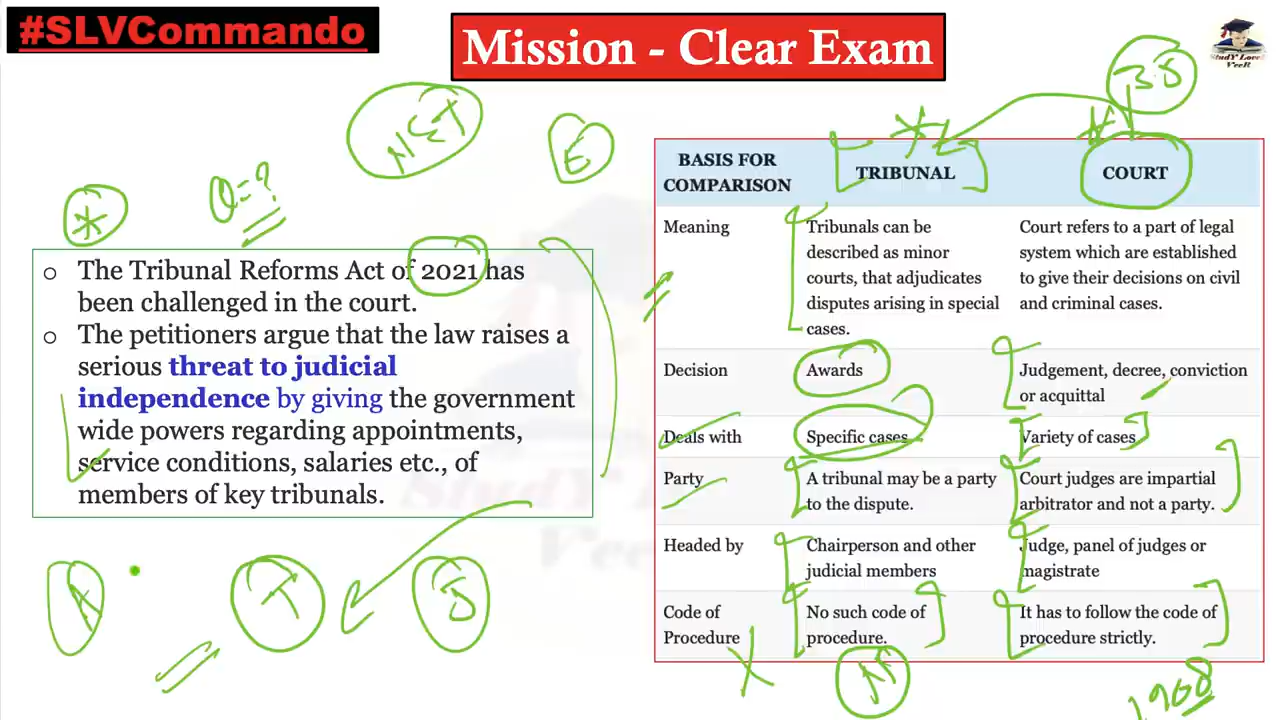 #SLVCommando
Mission - Clear Exam
StudY LoveR
VeeR
3.5
NET
E
Q=?
The Tribunal Reforms Act of 2021 has
been challenged in the court.
The petitioners argue that the law raises a
serious threat to judicial
independence by giving the government
wide powers regarding appointments,
service conditions, salaries etc., of
members of key tribunals.
A
T
J
BASIS FOR COMPARISON
TRIBUNAL
COURT
Meaning
Tribunals can be
described as minor
courts, that adjudicates
disputes arising in special
cases.
Court refers to a part of legal
system which are established
to give their decisions on civil
and criminal cases.
Decision
Awards
Judgement, decree, conviction
or acquittal
Deals with
Specific cases
Variety of cases
Party
A tribunal may be a party
to the dispute.
Court judges are impartial
arbitrator and not a party.
Headed by
Chairperson and other
judicial members
Judge, panel of judges or
magistrate
Code of
Procedure
No such code of
procedure.
It has to follow the code of
procedure strictly.
N
1908